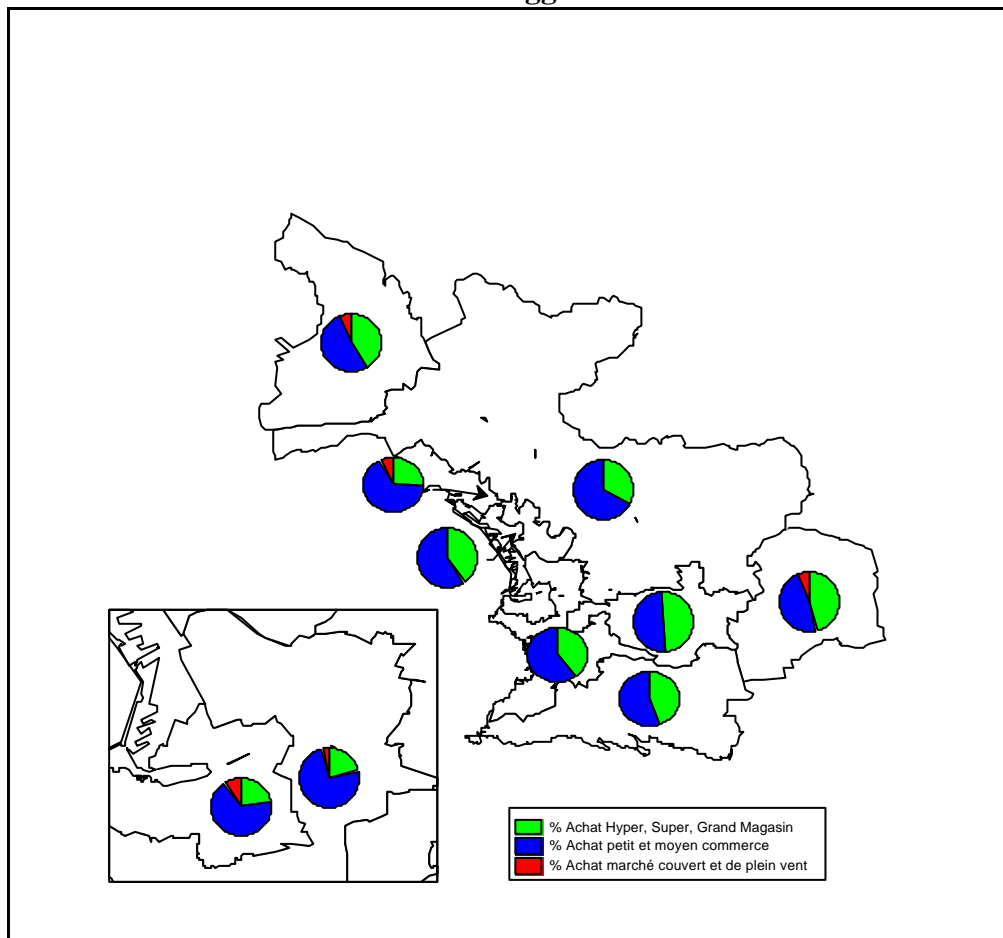 % Achat Hyper, Super, Grand Magasin
% Achat petit et moyen commerce
% Achat marché couvert et de plein vent